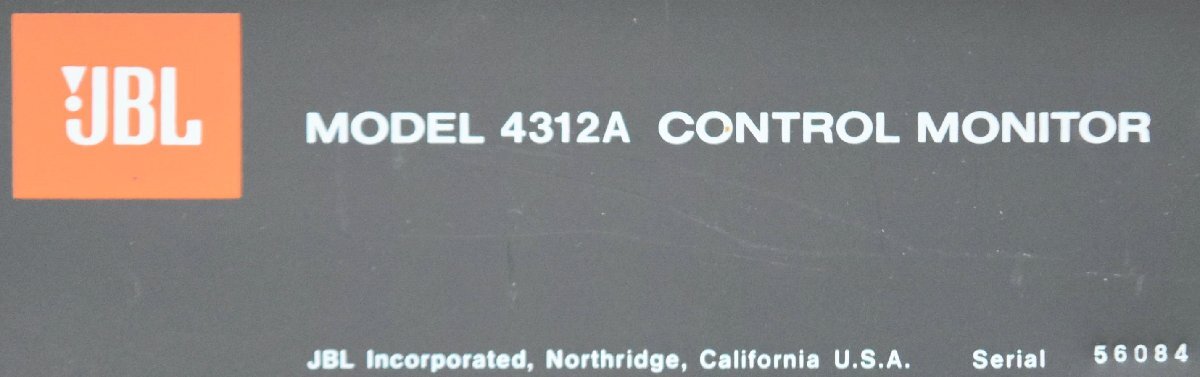 JBL
MODEL 4312A CONTROL MONITOR
JBL Incorporated, Northridge, California U.S.A. Serial 56084